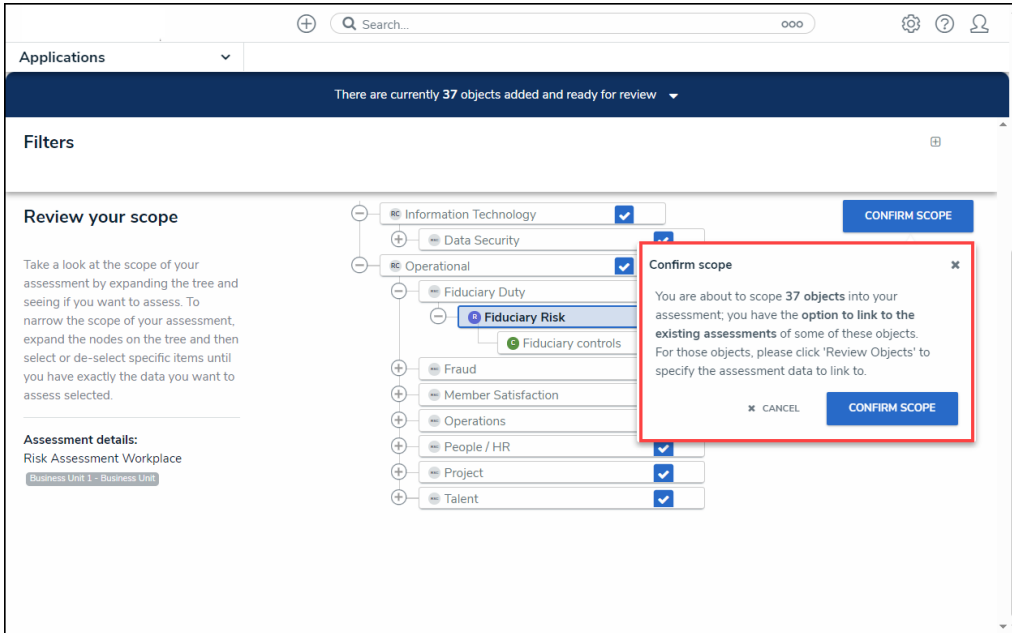 Search...
ooo
Applications
There are currently 37 objects added and ready for review
Filters
Review your scope
Take a look at the scope of your
assessment by expanding the tree and
seeing if you want to assess. To
narrow the scope of your assessment,
expand the nodes on the tree and then
select or de-select specific items until
you have exactly the data you want to
assess selected.
Assessment details:
Risk Assessment Workplace
Business Unit 1 - Business Unit
RC Information Technology
Data Security
RC Operational
Fiduciary Duty
R Fiduciary Risk
C Fiduciary controls
Fraud
Member Satisfaction
Operations
People / HR
Project
Talent
CONFIRM SCOPE
Confirm scope
You are about to scope 37 objects into your
assessment; you have the option to link to the
existing assessments of some of these objects.
For those objects, please click 'Review Objects' to
specify the assessment data to link to.
CANCEL
CONFIRM SCOPE